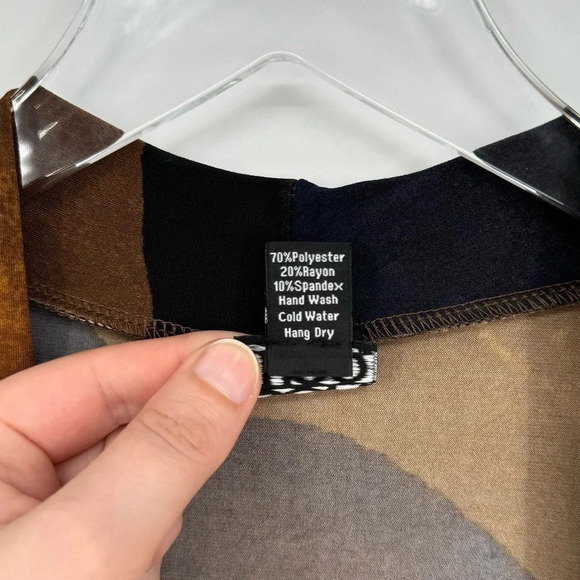 70%Polyester
20%Rayon
10%Spandex
Hand Wash
Cold Water
Hang Dry